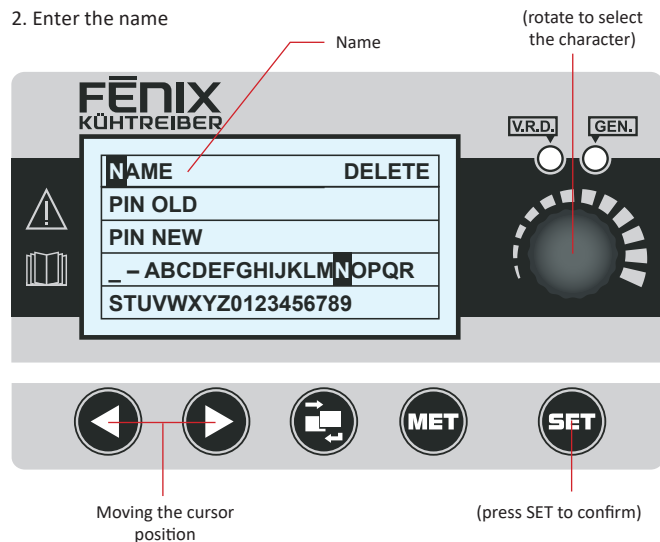 2. Enter the name
(rotate to select
the character)
Name
FĒNIX
KÜHTREIBER
V.R.D.
GEN.
NAME DELETE
PIN OLD
PIN NEW
_ – ABCDEFGHIJKLMNOPQR
STUVWXYZ0123456789
MET
SET
Moving the cursor
position
(press SET to confirm)